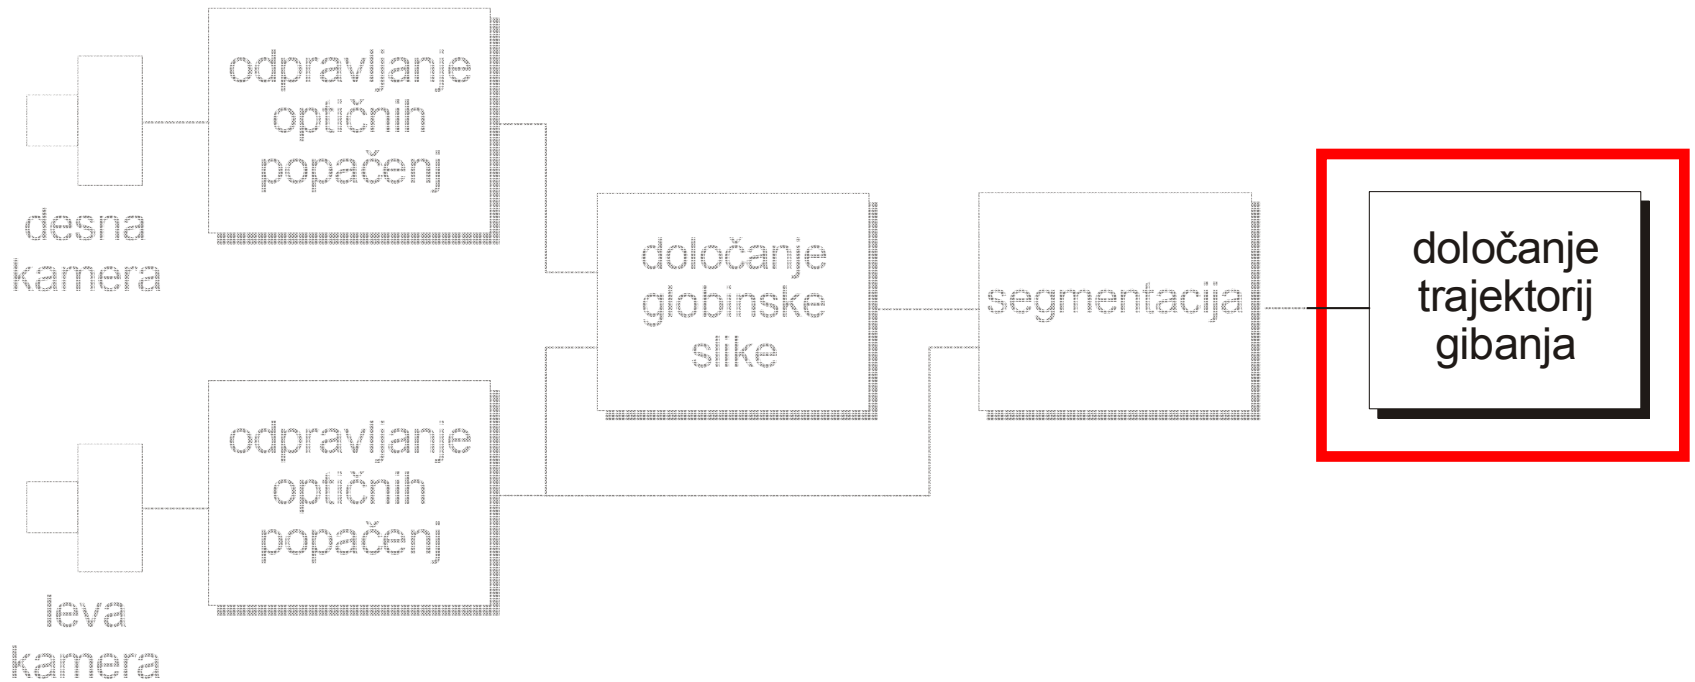 odpravljanje
optičnih
popačenj
desna
kamera
določanje
globinske
slike
segmentacija
določanje
trajektorij
gibanja
odpravljanje
optičnih
popačenj
leva
kamera